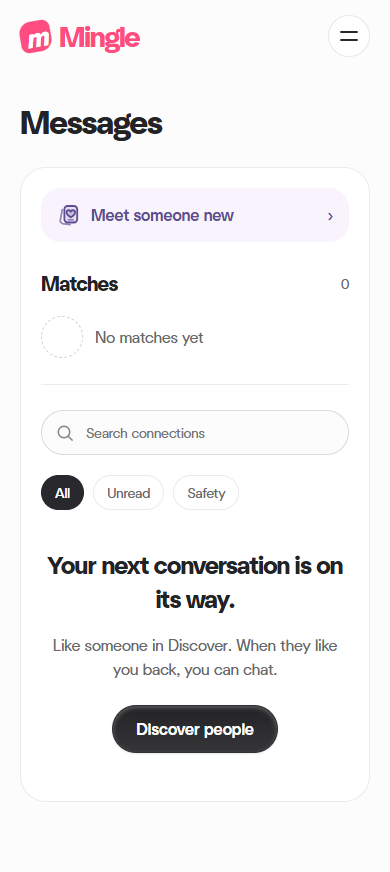 Mingle
Messages
Meet someone new
Matches
0
No matches yet
Search connections
All
Unread
Safety
Your next conversation is on
its way.
Like someone in Discover. When they like
you back, you can chat.
Discover people